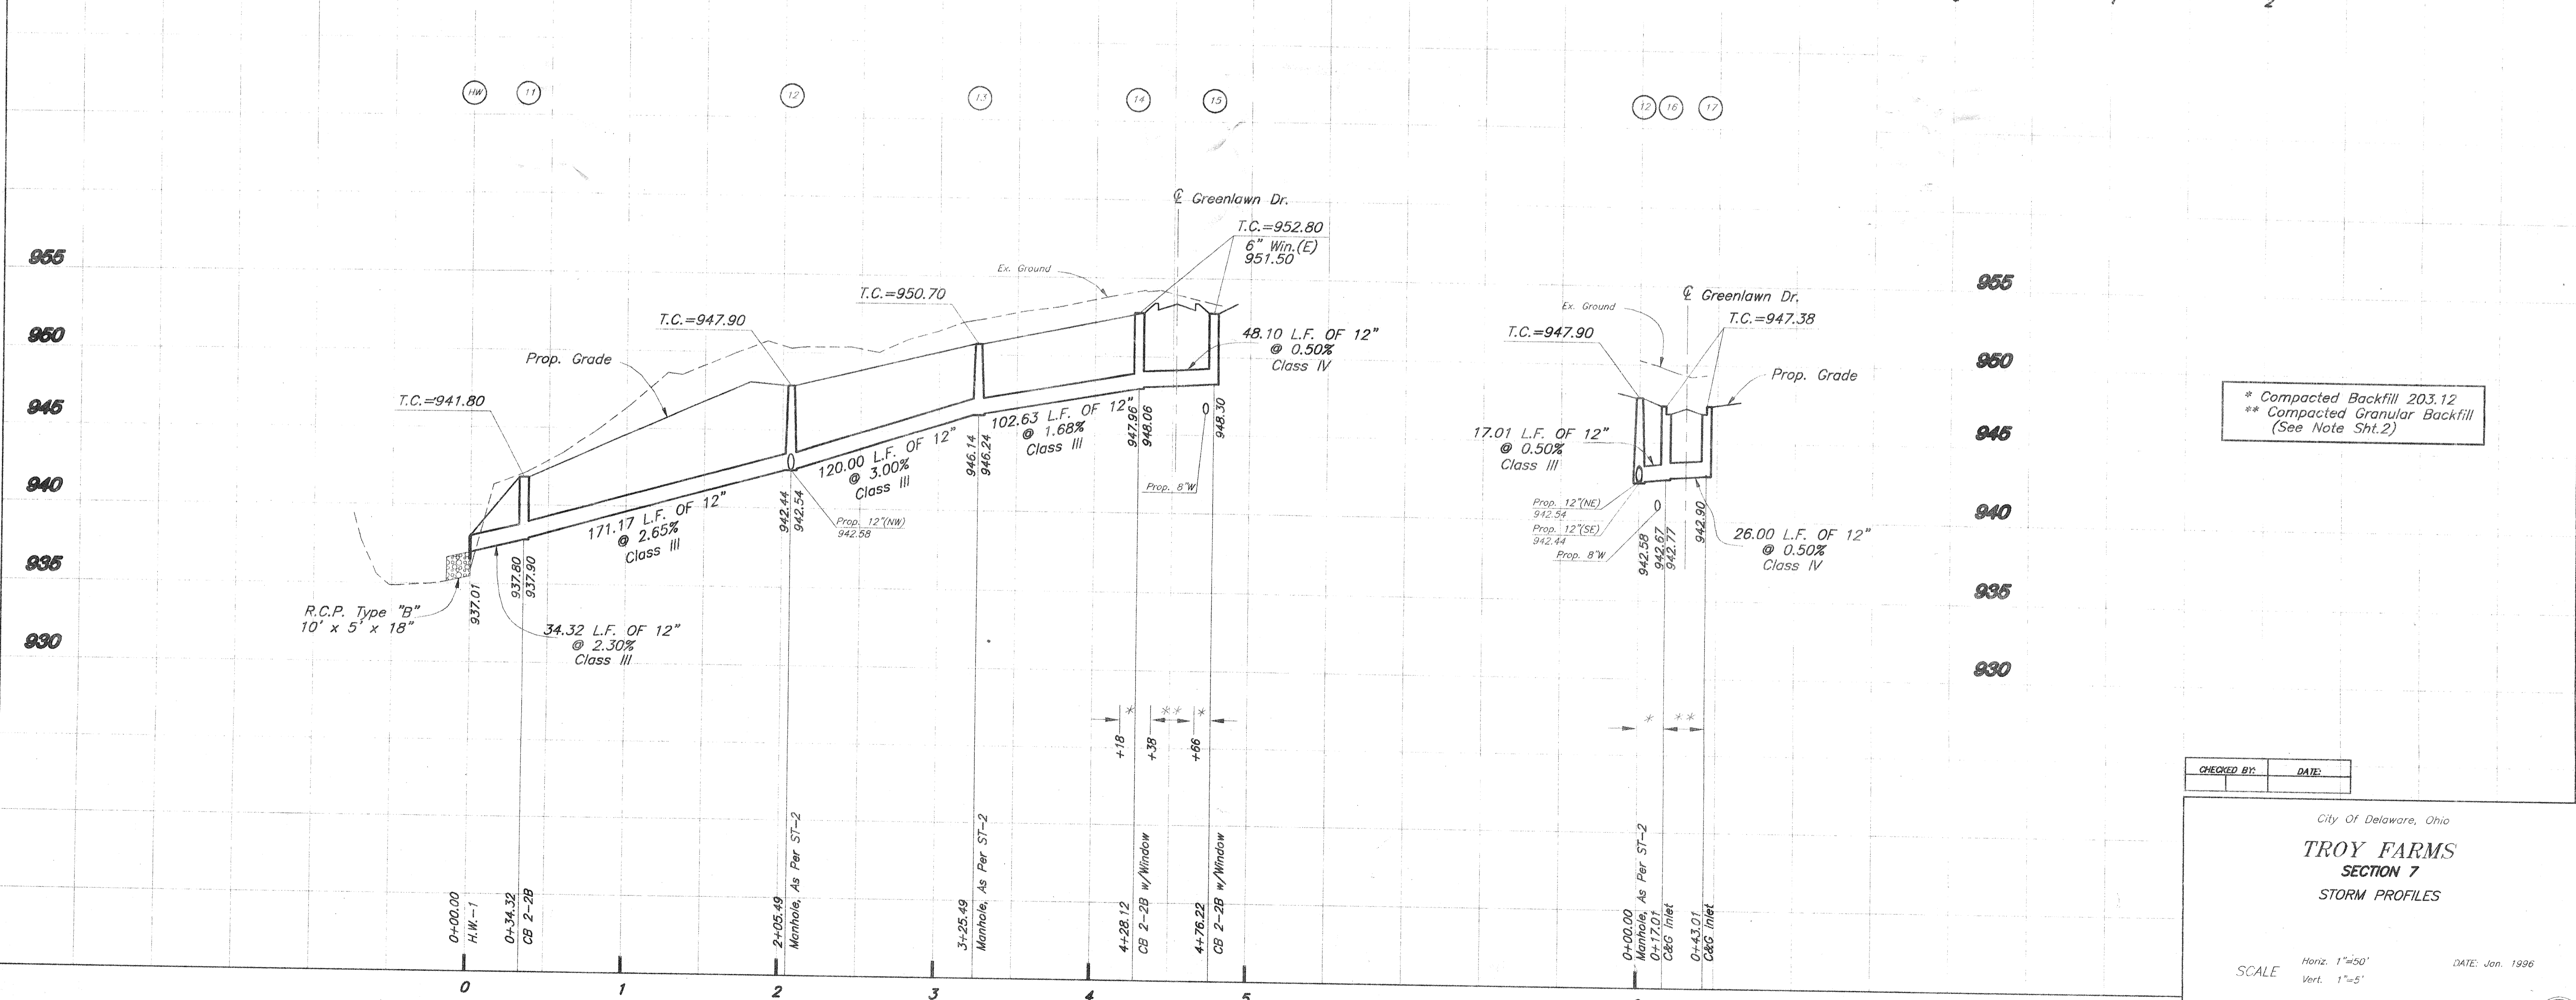 HW
11
12
13
14
15
12
16
17
℄ Greenlawn Dr.
T.C.=952.80
6" Win.(E)
951.50
Ex. Ground
T.C.=950.70
T.C.=947.90
Prop. Grade
T.C.=941.80
955
950
945
940
935
930
48.10 L.F. OF 12"
@ 0.50%
Class IV
102.63 L.F. OF 12"
@ 1.68%
Class III
120.00 L.F. OF 12"
@ 3.00%
Class III
171.17 L.F. OF 12"
@ 2.65%
Class III
34.32 L.F. OF 12"
@ 2.30%
Class III
Prop. 8"W
Prop. 12"(NW)
942.58
R.C.P. Type "B"
10' x 5' x 18"
937.01
937.80
937.90
942.44
942.54
946.14
946.24
947.96
948.06
948.30
* ** *
+18
+38
+66
0+00.00
H.W.-1
0+34.32
CB 2-2B
2+05.49
Manhole, As Per ST-2
3+25.49
Manhole, As Per ST-2
4+28.12
CB 2-2B w/Window
4+76.22
CB 2-2B w/Window
0
1
2
3
4
5
℄ Greenlawn Dr.
Ex. Ground
T.C.=947.38
T.C.=947.90
Prop. Grade
17.01 L.F. OF 12"
@ 0.50%
Class III
Prop. 12"(NE)
942.54
Prop. 12"(SE)
942.44
Prop. 8"W
942.58
942.67
942.77
942.90
26.00 L.F. OF 12"
@ 0.50%
Class IV
* **
0+00.00
Manhole, As Per ST-2
0+17.01
C&G Inlet
0+43.01
C&G Inlet
955
950
945
940
935
930
* Compacted Backfill 203.12
** Compacted Granular Backfill
(See Note Sht.2)
CHECKED BY: DATE:
City Of Delaware, Ohio
TROY FARMS
SECTION 7
STORM PROFILES
SCALE
Horiz. 1"=50'
Vert. 1"=5'
DATE: Jan. 1996